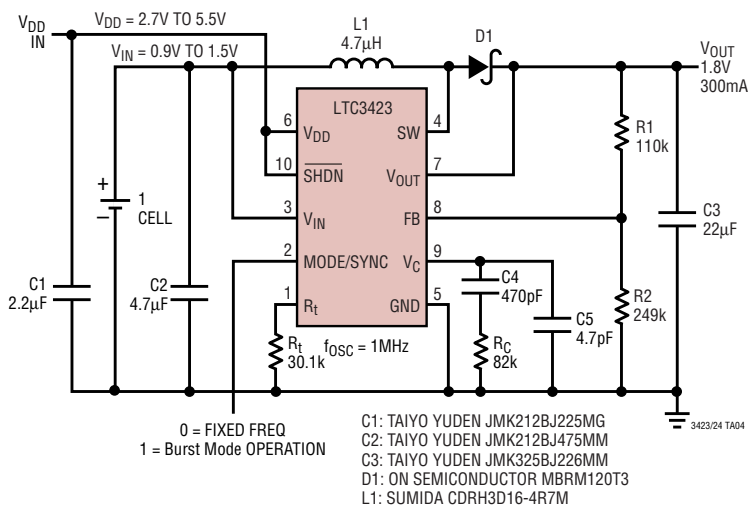 V_DD IN
V_DD = 2.7V TO 5.5V
V_IN = 0.9V TO 1.5V
L1
4.7µH
D1
V_OUT
1.8V
300mA
LTC3423
6
V_DD
SW
4
10
SHDN
V_OUT
7
3
V_IN
FB
8
2
MODE/SYNC
V_C
9
1
R_t
GND
5
+
–
1
CELL
C1
2.2µF
C2
4.7µF
R_t
30.1k
f_OSC = 1MHz
C4
470pF
R_C
82k
C5
4.7pF
R1
110k
R2
249k
C3
22µF
0 = FIXED FREQ
1 = Burst Mode OPERATION
3423/24 TA04
C1: TAIYO YUDEN JMK212BJ225MG
C2: TAIYO YUDEN JMK212BJ475MM
C3: TAIYO YUDEN JMK325BJ226MM
D1: ON SEMICONDUCTOR MBRM120T3
L1: SUMIDA CDRH3D16-4R7M